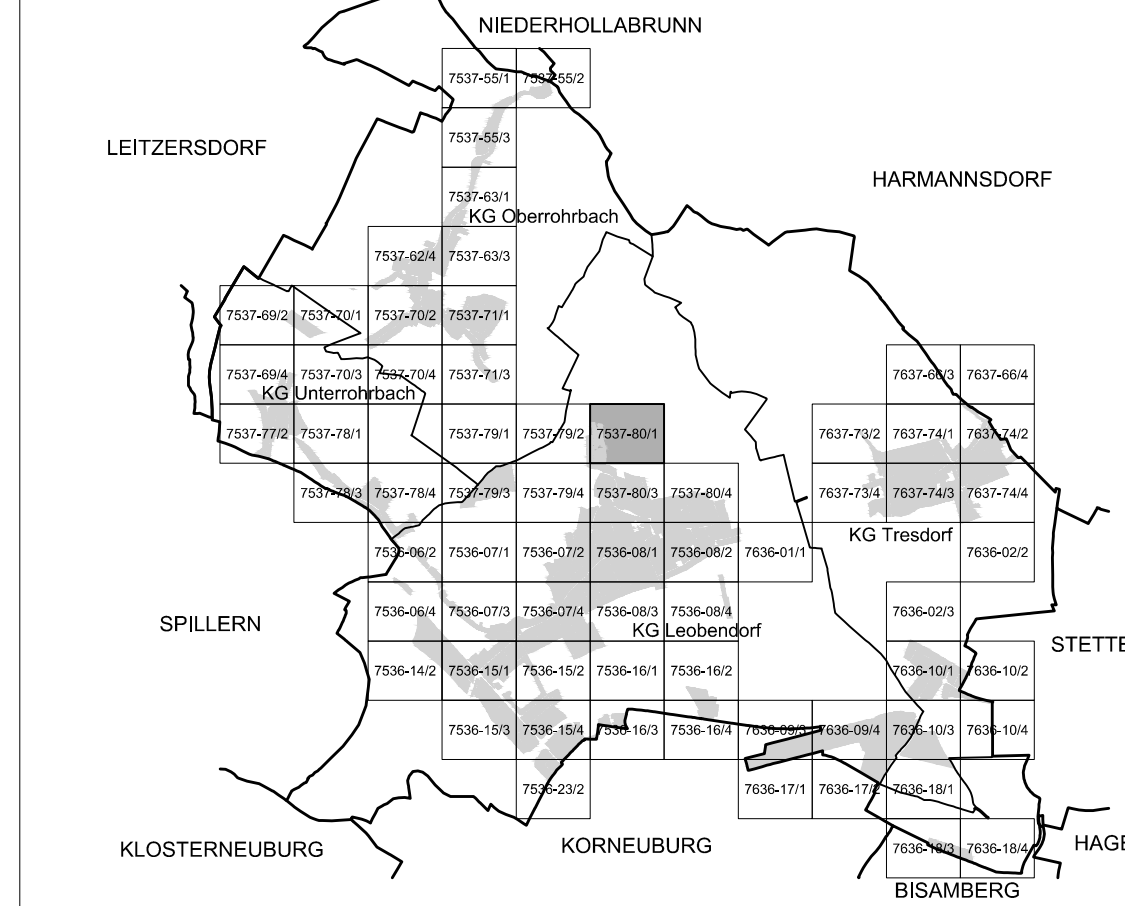 NIEDERHOLLABRUNN
7537-55/1 7537-55/2
LEITZERSDORF
7537-55/3
HARMANNSDORF
7537-63/1
KG Oberrohrbach
7537-62/4 7537-63/3
7537-69/2 7537-70/1 7537-70/2 7537-71/1
7537-69/4 7537-70/3 7537-70/4 7537-71/3 7637-66/3 7637-66/4
KG Unterrohrbach
7537-77/2 7537-78/1 7537-79/1 7537-79/2 7537-80/1 7637-73/2 7637-74/1 7637-74/2
7537-78/3 7537-78/4 7537-79/3 7537-79/4 7537-80/3 7537-80/4 7637-73/4 7637-74/3 7637-74/4
KG Tresdorf
7536-06/2 7536-07/1 7536-07/2 7536-08/1 7536-08/2 7636-01/1 7636-02/2
7536-06/4 7536-07/3 7536-07/4 7536-08/3 7536-08/4 7636-02/3
SPILLERN
KG Leobendorf
STETTE
7536-14/2 7536-15/1 7536-15/2 7536-16/1 7536-16/2 7636-10/1 7636-10/2
7536-15/3 7536-15/4 7536-16/3 7536-16/4 7636-09/3 7636-09/4 7636-10/3 7636-10/4
7536-23/2 7636-17/1 7636-17/2 7636-18/1
KLOSTERNEUBURG
KORNEUBURG
HAGE
7636-18/3 7636-18/4
BISAMBERG